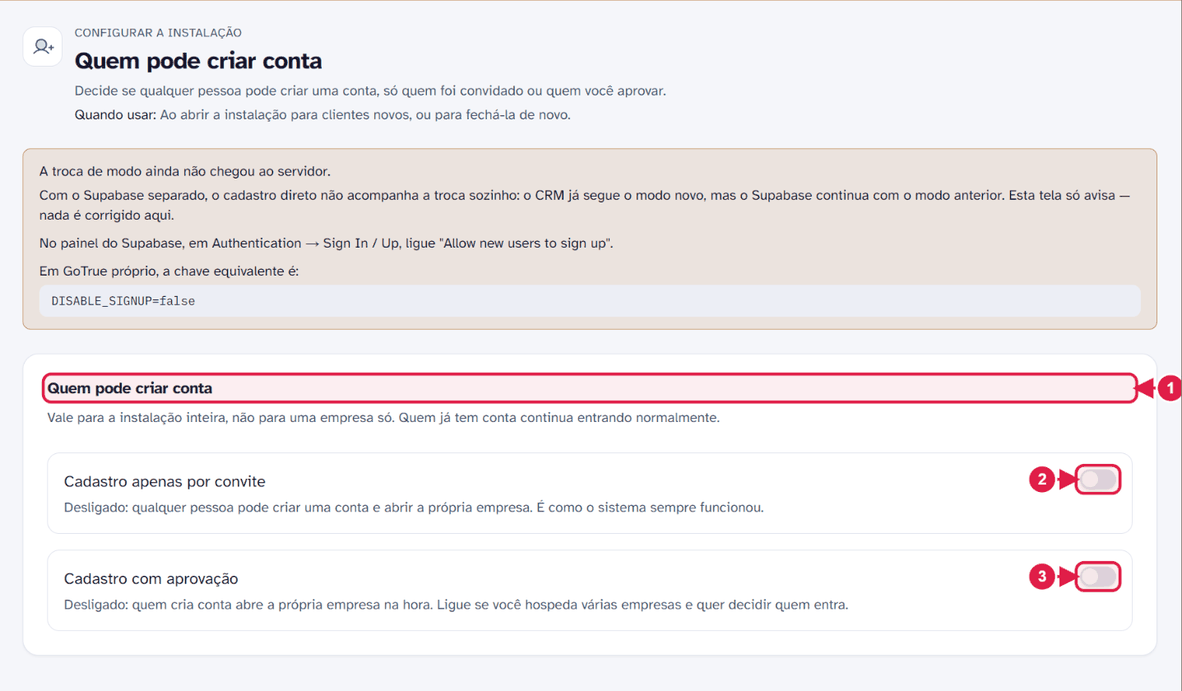 CONFIGURAR A INSTALAÇÃO
Quem pode criar conta
Decide se qualquer pessoa pode criar uma conta, só quem foi convidado ou quem você aprovar.
Quando usar: Ao abrir a instalação para clientes novos, ou para fechá-la de novo.
A troca de modo ainda não chegou ao servidor.
Com o Supabase separado, o cadastro direto não acompanha a troca sozinho: o CRM já segue o modo novo, mas o Supabase continua com o modo anterior. Esta tela só avisa —
nada é corrigido aqui.
No painel do Supabase, em Authentication → Sign In / Up, ligue "Allow new users to sign up".
Em GoTrue próprio, a chave equivalente é:
DISABLE_SIGNUP=false
Quem pode criar conta
1
Vale para a instalação inteira, não para uma empresa só. Quem já tem conta continua entrando normalmente.
Cadastro apenas por convite
2
Desligado: qualquer pessoa pode criar uma conta e abrir a própria empresa. É como o sistema sempre funcionou.
Cadastro com aprovação
3
Desligado: quem cria conta abre a própria empresa na hora. Ligue se você hospeda várias empresas e quer decidir quem entra.